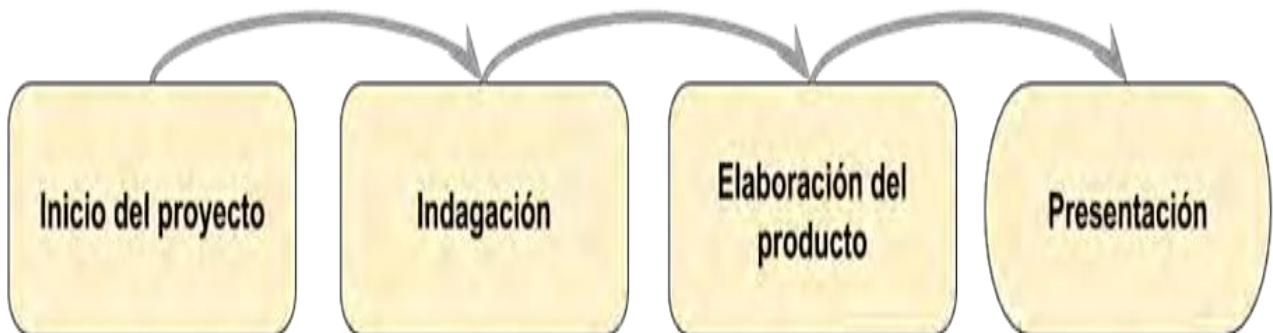 Inicio del proyecto
Indagación
Elaboración del
producto
Presentación